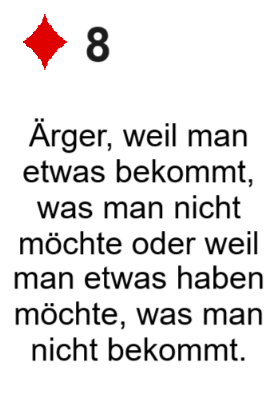 8
Ärger, weil man
etwas bekommt,
was man nicht
möchte oder weil
man etwas haben
möchte, was man
nicht bekommt.